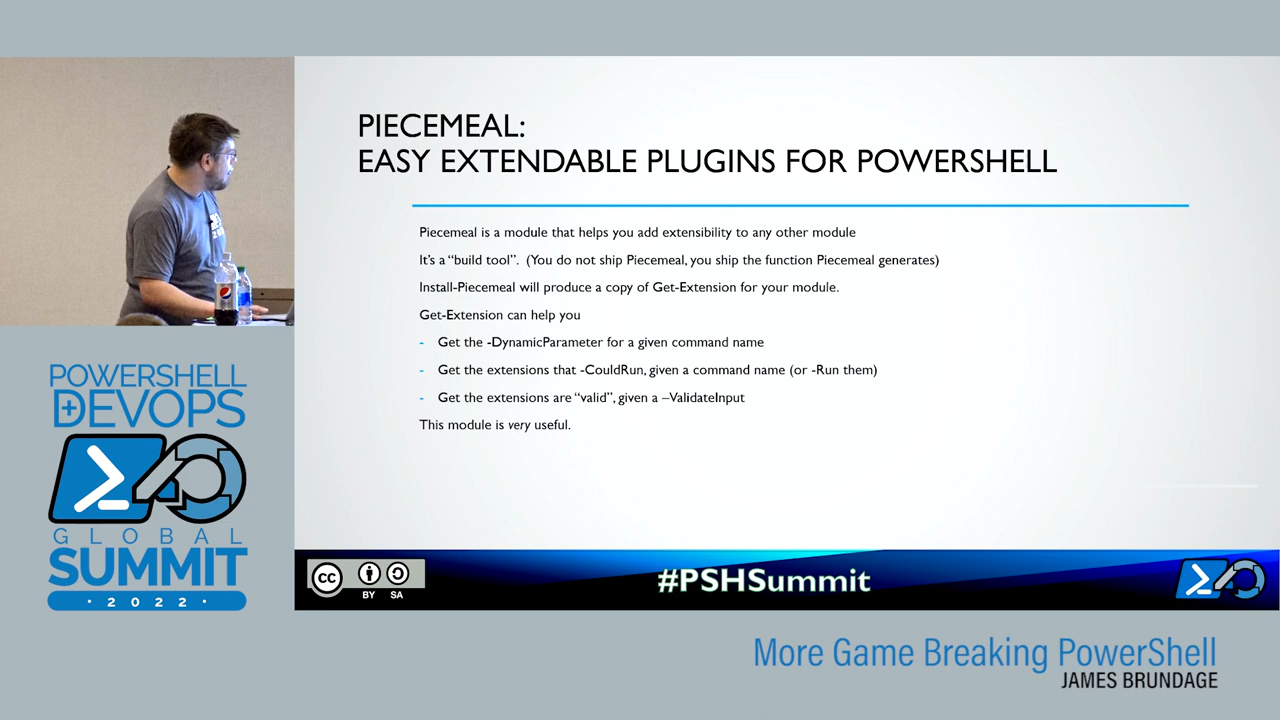 PIECEMEAL:
EASY EXTENDABLE PLUGINS FOR POWERSHELL
Piecemeal is a module that helps you add extensibility to any other module
It's a “build tool”.  (You do not ship Piecemeal, you ship the function Piecemeal generates)
Install-Piecemeal will produce a copy of Get-Extension for your module.
Get-Extension can help you
- Get the -DynamicParameter for a given command name
- Get the extensions that -CouldRun, given a command name (or -Run them)
- Get the extensions are “valid”, given a –ValidateInput
This module is very useful.
POWERSHELL
+DEVOPS
GLOBAL
SUMMIT
· 2022 ·
CC
BY SA
#PSHSummit
More Game Breaking PowerShell
JAMES BRUNDAGE